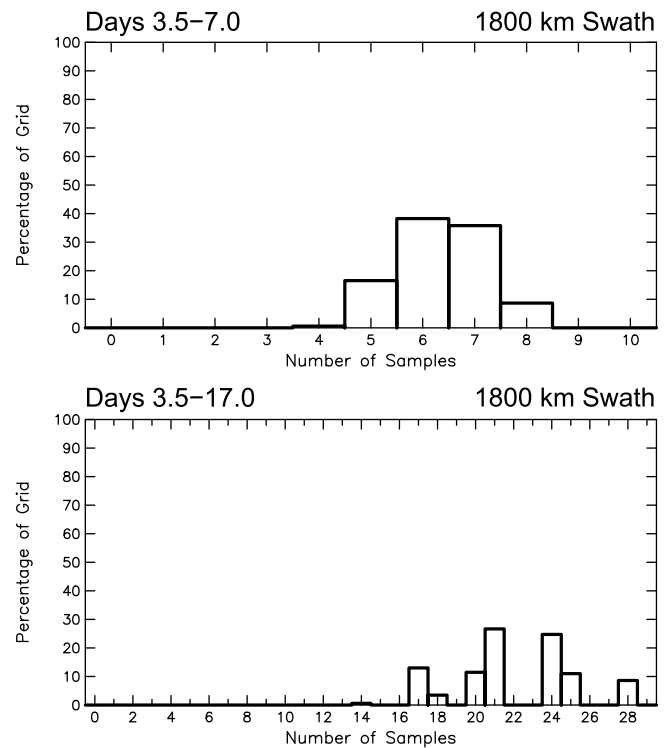 Days 3.5−7.0 1800 km Swath
100
90
80
70
60
50
40
30
20
10
0
Percentage of Grid
0 1 2 3 4 5 6 7 8 9 10
Number of Samples
Days 3.5−17.0 1800 km Swath
100
90
80
70
60
50
40
30
20
10
0
Percentage of Grid
0 2 4 6 8 10 12 14 16 18 20 22 24 26 28
Number of Samples